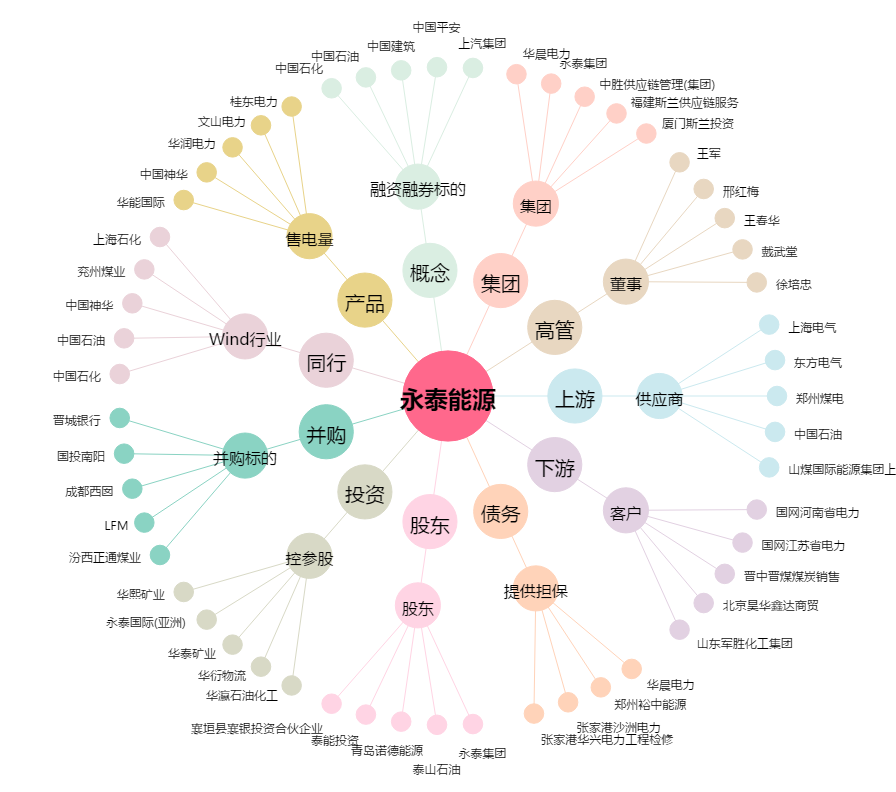 中国平安
上汽集团
中国建筑
中国石油
中国石化
融资融券标的
概念
华晨电力
永泰集团
中胜供应链管理(集团)
福建斯兰供应链服务
厦门斯兰投资
集团
集团
王军
邢红梅
王春华
戴武堂
徐培忠
董事
高管
上海电气
东方电气
郑州煤电
中国石油
山煤国际能源集团上
供应商
上游
国网河南省电力
国网江苏省电力
晋中晋煤煤炭销售
北京昊华鑫达商贸
山东军胜化工集团
客户
下游
华晨电力
郑州裕中能源
张家港沙洲电力
张家港华兴电力工程检修
提供担保
债务
永泰集团
泰山石油
青岛诺德能源
泰能投资
襄垣县襄银投资合伙企业
股东
股东
华瀛石油化工
华衍物流
华泰矿业
永泰国际(亚洲)
华熙矿业
控参股
投资
汾西正通煤业
LFM
成都西囡
国投南阳
晋城银行
并购标的
并购
中国石化
中国石油
中国神华
兖州煤业
上海石化
Wind行业
同行
华能国际
中国神华
华润电力
文山电力
桂东电力
售电量
产品
永泰能源